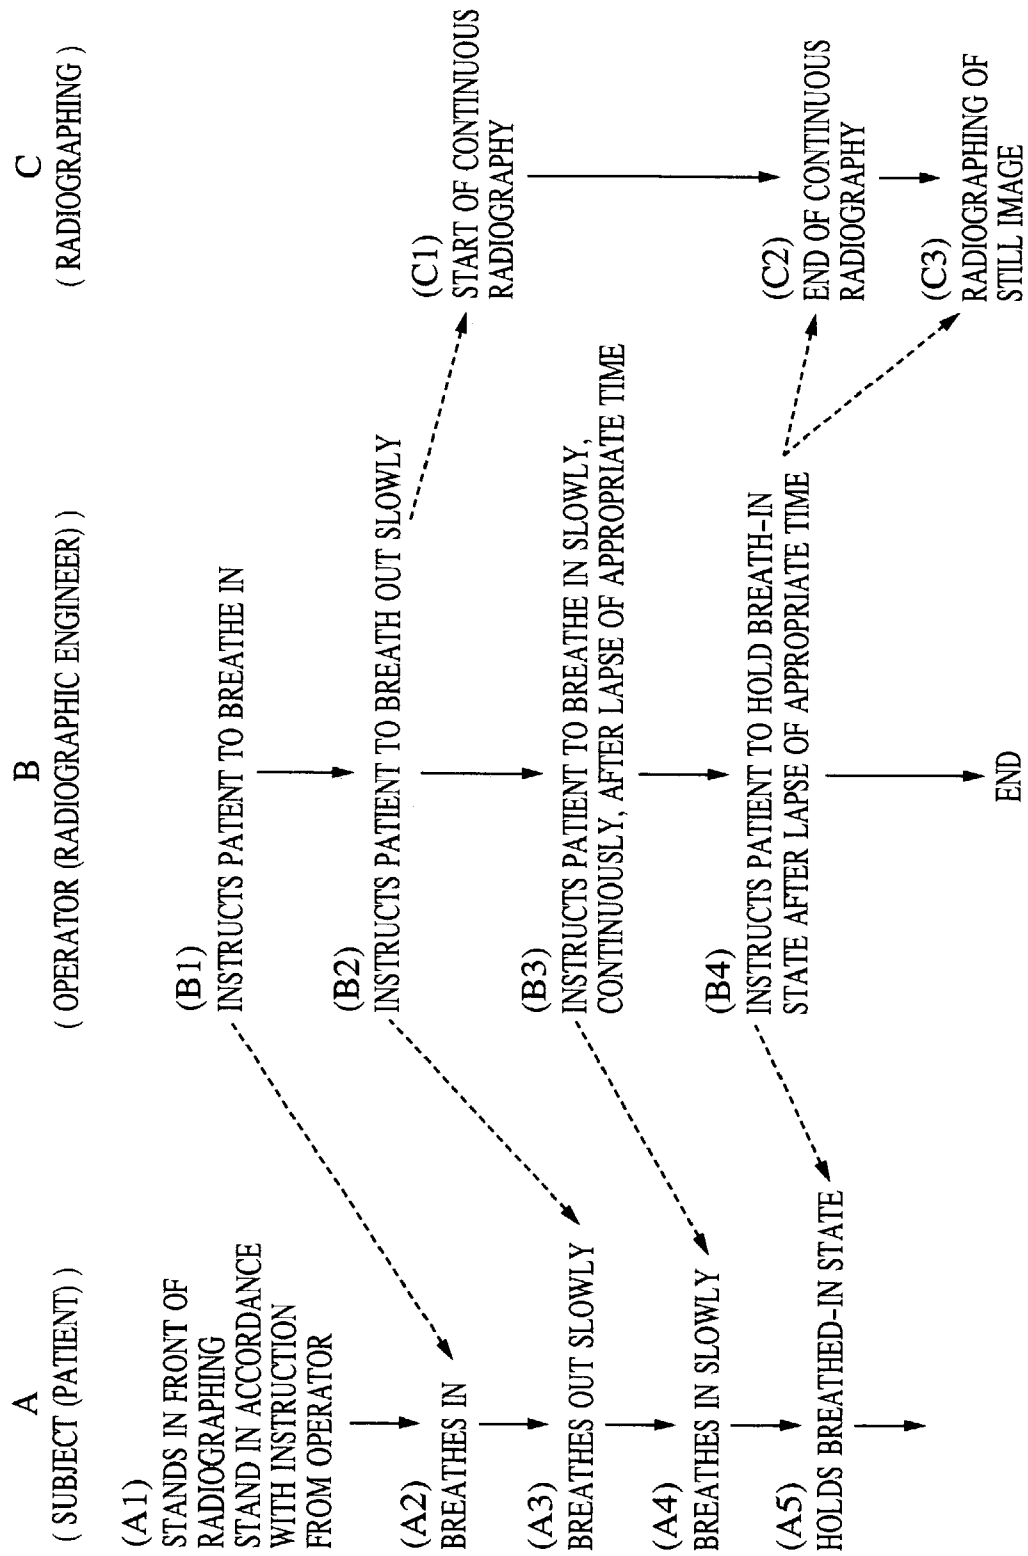 A
( SUBJECT (PATIENT) )
(A1)
STANDS IN FRONT OF
RADIOGRAPHING
STAND IN ACCORDANCE
WITH INSTRUCTION
FROM OPERATOR
(A2)
BREATHES IN
(A3)
BREATHES OUT SLOWLY
(A4)
BREATHES IN SLOWLY
(A5)
HOLDS BREATHED-IN STATE
B
( OPERATOR (RADIOGRAPHIC ENGINEER) )
(B1)
INSTRUCTS PATENT TO BREATHE IN
(B2)
INSTRUCTS PATIENT TO BREATH OUT SLOWLY
(B3)
INSTRUCTS PATIENT TO BREATHE IN SLOWLY,
CONTINUOUSLY, AFTER LAPSE OF APPROPRIATE TIME
(B4)
INSTRUCTS PATIENT TO HOLD BREATH-IN
STATE AFTER LAPSE OF APPROPRIATE TIME
END
C
( RADIOGRAPHING )
(C1)
START OF CONTINUOUS
RADIOGRAPHY
(C2)
END OF CONTINUOUS
RADIOGRAPHY
(C3)
RADIOGRAPHING OF
STILL IMAGE